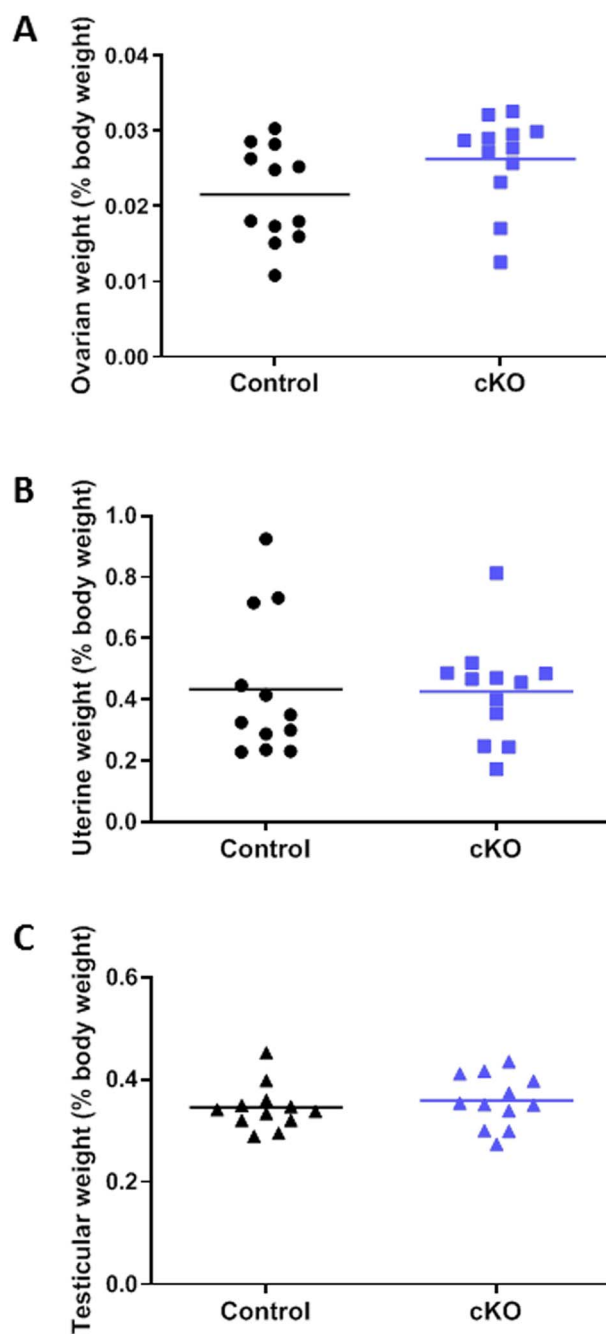 A
Ovarian weight (% body weight)
0.04
0.03
0.02
0.01
0.00
Control cKO
B
Uterine weight (% body weight)
1.0
0.8
0.6
0.4
0.2
0.0
Control cKO
C
Testicular weight (% body weight)
0.6
0.4
0.2
0.0
Control cKO